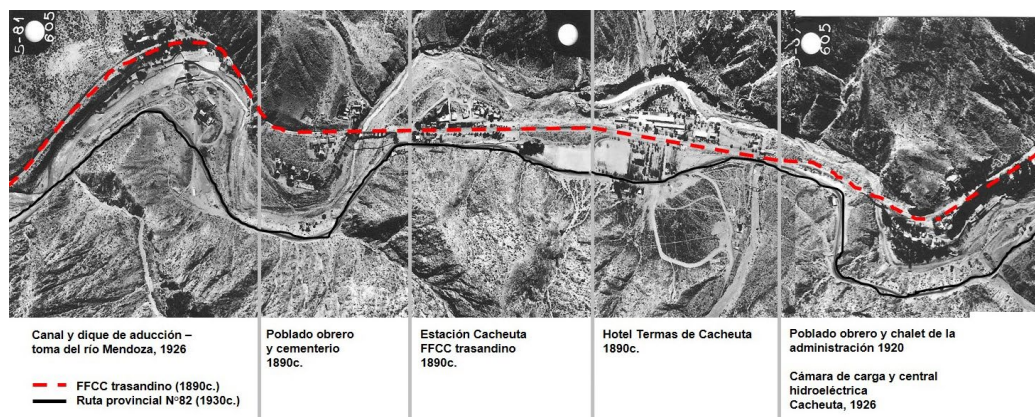 5-81
605
605
Canal y dique de aducción –
toma del río Mendoza, 1926
FFCC trasandino (1890c.)
Ruta provincial N°82 (1930c.)
Poblado obrero
y cementerio
1890c.
Estación Cacheuta
FFCC trasandino
1890c.
Hotel Termas de Cacheuta
1890c.
Poblado obrero y chalet de la
administración 1920
Cámara de carga y central
hidroeléctrica
Cacheuta, 1926